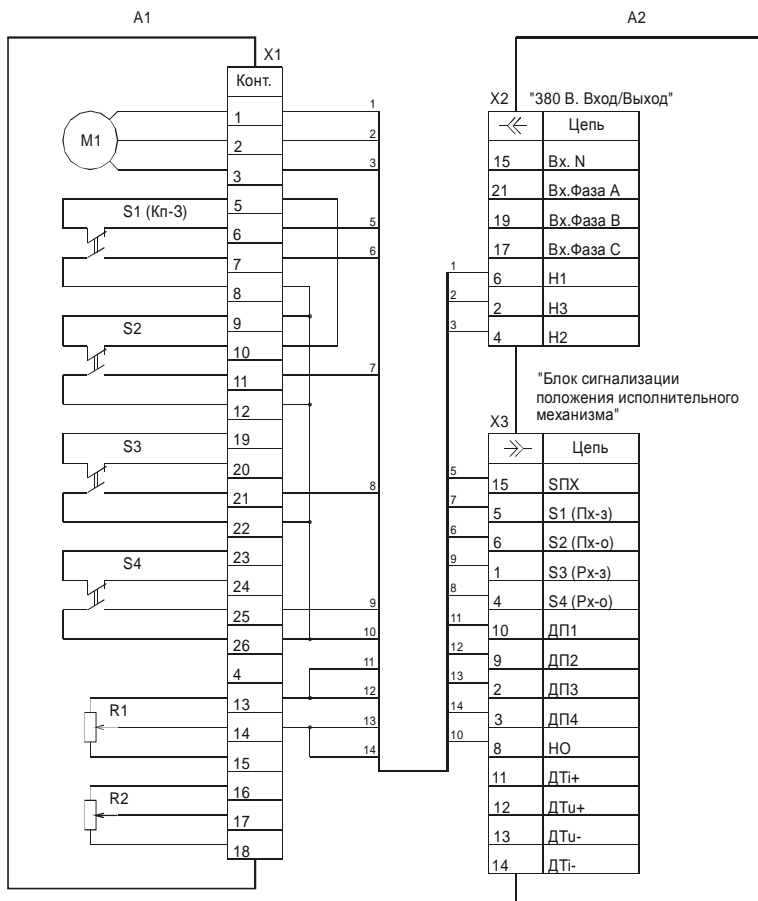 A1
A2
X1
Конт.
1
2
3
5
6
7
8
9
10
11
12
19
20
21
22
23
24
25
26
4
13
14
15
16
17
18
M1
S1 (Кп-3)
S2
S3
S4
R1
R2
1
2
3
5
6
7
8
9
10
11
12
13
14
X2 "380 В. Вход/Выход"
Цепь
15 Вх. N
21 Вх.Фаза А
19 Вх.Фаза В
17 Вх.Фаза С
1 6 Н1
2 2 Н3
3 4 Н2
"Блок сигнализации
положения исполнительного
механизма"
X3
Цепь
5 15 SПХ
7 5 S1 (Пх-з)
6 6 S2 (Пх-о)
9 1 S3 (Рх-з)
8 4 S4 (Рх-о)
11 10 ДП1
12 9 ДП2
13 2 ДП3
14 3 ДП4
10 8 НО
11 ДТi+
12 ДТu+
13 ДТu-
14 ДТi-